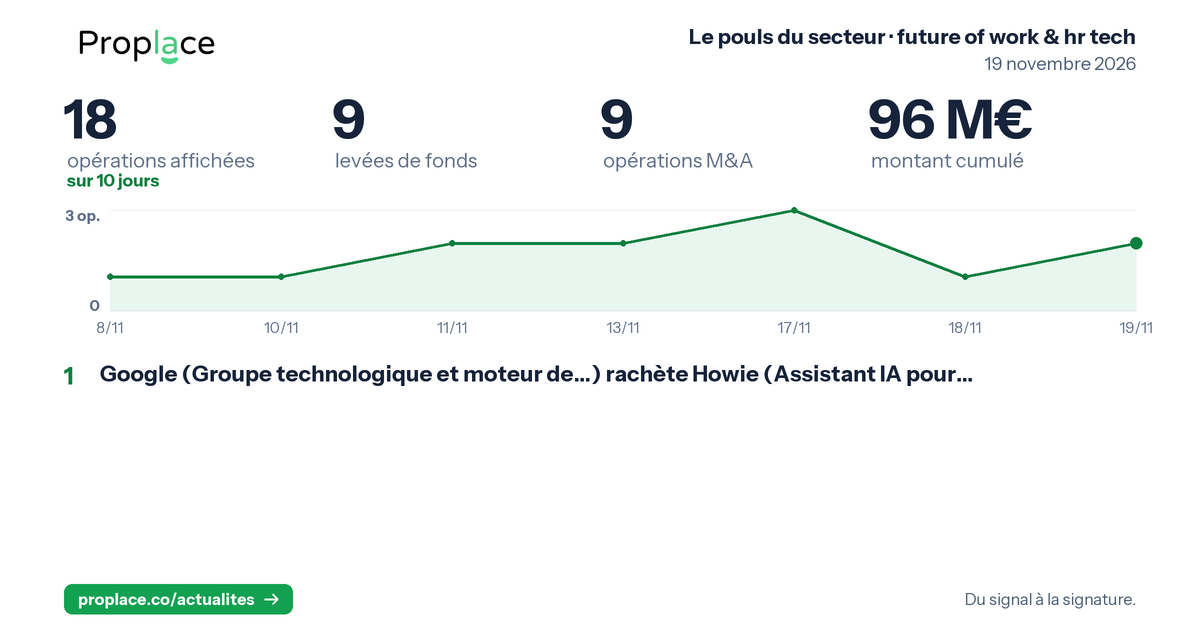 Proplace
Le pouls du secteur · future of work & hr tech
19 novembre 2026
18
opérations affichées
sur 10 jours
9
levées de fonds
9
opérations M&A
96 M€
montant cumulé
3 op.
0
8/11
10/11
11/11
13/11
17/11
18/11
19/11
1 Google (Groupe technologique et moteur de...) rachète Howie (Assistant IA pour...
proplace.co/actualites →
Du signal à la signature.